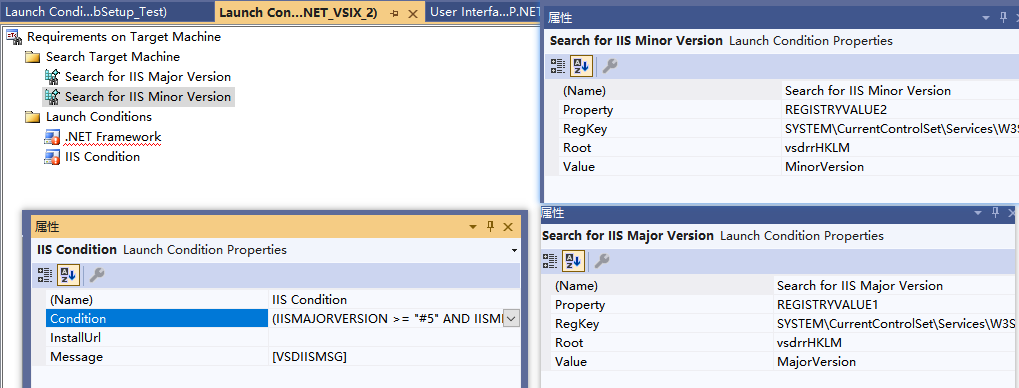 Launch Condi...bSetup_Test)
Launch Con...NET_VSIX_2)
User Interfa...P.NET
Requirements on Target Machine
Search Target Machine
Search for IIS Major Version
Search for IIS Minor Version
Launch Conditions
.NET Framework
IIS Condition
属性
Search for IIS Minor Version Launch Condition Properties
(Name) Search for IIS Minor Version
Property REGISTRYVALUE2
RegKey SYSTEM\CurrentControlSet\Services\W3S
Root vsdrrHKLM
Value MinorVersion
属性
IIS Condition Launch Condition Properties
(Name) IIS Condition
Condition (IISMAJORVERSION >= "#5" AND IISMI
InstallUrl
Message [VSDIISMSG]
属性
Search for IIS Major Version Launch Condition Properties
(Name) Search for IIS Major Version
Property REGISTRYVALUE1
RegKey SYSTEM\CurrentControlSet\Services\W3S
Root vsdrrHKLM
Value MajorVersion